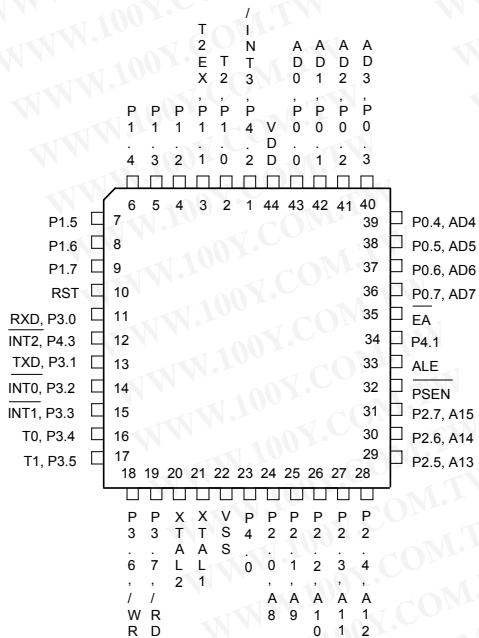 P1.4
P1.3
P1.2
T2EX, P1.1
T2, P1.0
/INT3, P4.2
VDD
AD0, P0.0
AD1, P0.1
AD2, P0.2
AD3, P0.3
6 5 4 3 2 1 44 43 42 41 40
P1.5 7
P1.6 8
P1.7 9
RST 10
RXD, P3.0 11
INT2, P4.3 12
TXD, P3.1 13
INT0, P3.2 14
INT1, P3.3 15
T0, P3.4 16
T1, P3.5 17
39 P0.4, AD4
38 P0.5, AD5
37 P0.6, AD6
36 P0.7, AD7
35 EA
34 P4.1
33 ALE
32 PSEN
31 P2.7, A15
30 P2.6, A14
29 P2.5, A13
18 19 20 21 22 23 24 25 26 27 28
P3.6, /WR
P3.7, /RD
XTAL2
XTAL1
VSS
P4.0
P2.0, A8
P2.1, A9
P2.2, A10
P2.3, A11
P2.4, A12
WWW.100Y.COM.TW